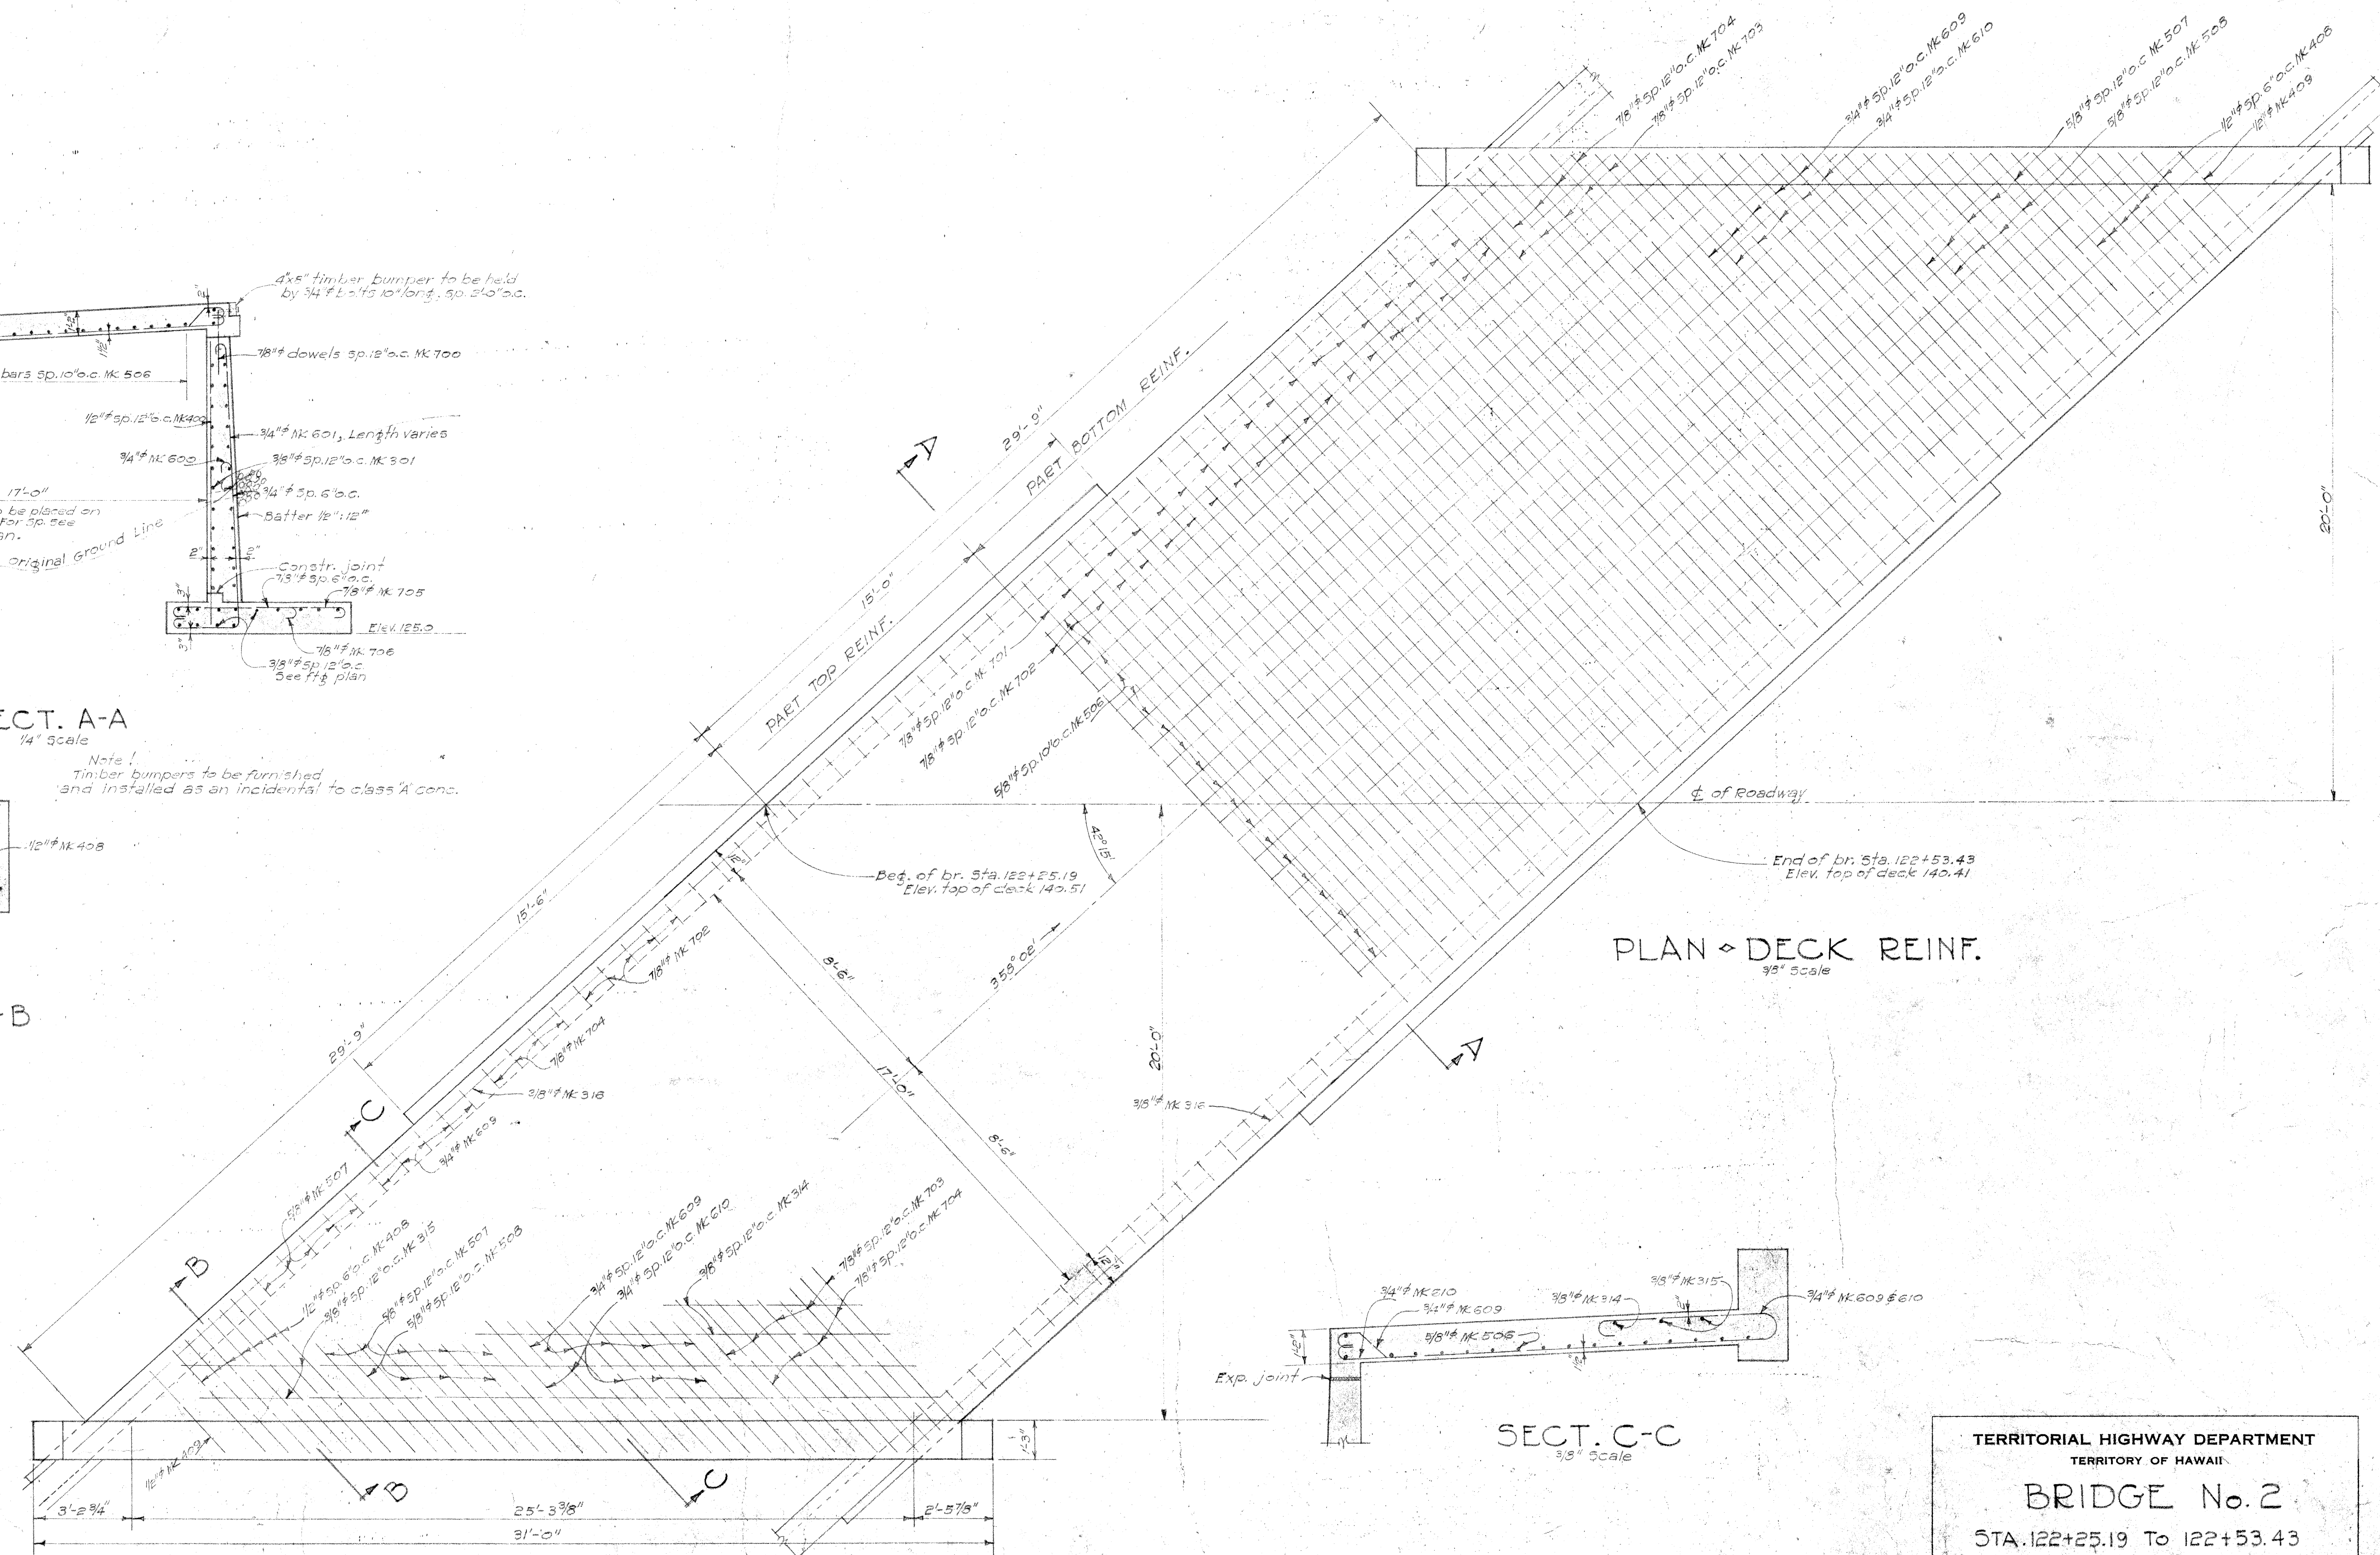 4"x8" timber bumper to be held
by 3/4"φ bolts 10" long, sp. 2'-0" o.c.
7/8"φ dowels sp. 12" o.c. MK 700
bars sp. 10" o.c. MK 506
1/2"φ sp. 12" o.c. MK 400
3/4"φ MK 601, Length varies
3/4"φ MK 600
3/8"φ sp. 12" o.c. MK 301
17'-0"
3/4"φ sp. 6" o.c.
be placed on
For sp. see
Batter 1/2":12"
Original Ground Line
2"
2"
Constr. joint
7/8"φ sp. 6" o.c.
7/8"φ MK 705
3"
3"
Elev. 125.0
7/8"φ MK 706
3/8"φ sp. 12" o.c.
See ftg plan
ECT. A-A
1/4" Scale
Note!
Timber bumpers to be furnished
and installed as an incidental to class "A" conc.
1/2"φ MK 408
B
7/8"φ sp. 12" o.c. MK 704
7/8"φ sp. 12" o.c. MK 703
3/4"φ sp. 12" o.c. MK 609
3/4"φ sp. 12" o.c. MK 610
5/8"φ sp. 12" o.c. MK 507
5/8"φ sp. 12" o.c. MK 508
1/2"φ sp. 6" o.c. MK 408
1/2"φ MK 409
29'-9"
PART BOTTOM REINF.
A
15'-0"
PART TOP REINF.
7/8"φ sp. 12" o.c. MK 701
7/8"φ sp. 12" o.c. MK 702
5/8"φ sp. 10" o.c. MK 506
20'-0"
℄ of Roadway
42°15'
Beg. of br. Sta. 122+25.19
Elev. top of deck 140.51
End of br. Sta. 122+53.43
Elev. top of deck 140.41
PLAN ⋄ DECK REINF.
3/8" Scale
15'-6"
12"
7/8"φ MK 702
8'-6"
358°02'
29'-9"
7/8"φ MK 704
17'-0"
20'-0"
A
3/8"φ MK 316
3/8"φ MK 316
C
3/4"φ MK 609
8'-6"
5/8"φ MK 507
B
1/2"φ sp. 6" o.c. MK 408
3/8"φ sp. 12" o.c. MK 315
5/8"φ sp. 12" o.c. MK 507
5/8"φ sp. 12" o.c. MK 508
3/4"φ sp. 12" o.c. MK 609
3/4"φ sp. 12" o.c. MK 610
3/8"φ sp. 12" o.c. MK 314
7/8"φ sp. 12" o.c. MK 703
7/8"φ sp. 12" o.c. MK 704
12"
1/2"φ MK 409
1'-3"
B
C
3'-2 3/4"
25'-3 3/8"
2'-5 7/8"
31'-0"
3/4"φ MK 210
3/4"φ MK 609
3/8"φ MK 314
3/8"φ MK 315
3/4"φ MK 609 & 610
5/8"φ MK 506
Exp. joint
SECT. C-C
3/8" Scale
TERRITORIAL HIGHWAY DEPARTMENT
TERRITORY OF HAWAII
BRIDGE No. 2
STA. 122+25.19 To 122+53.43